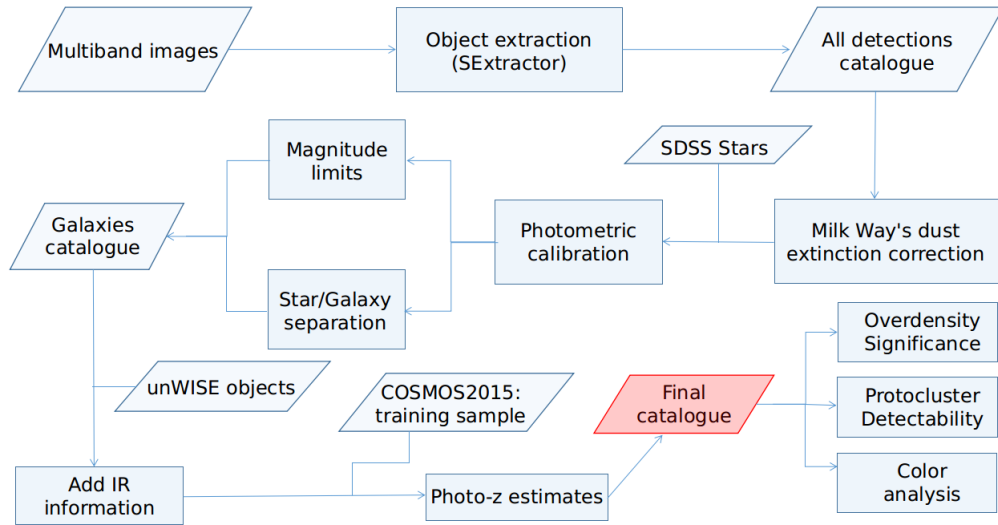 Multiband images
Object extraction
(SExtractor)
All detections
catalogue
SDSS Stars
Magnitude
limits
Galaxies
catalogue
Photometric
calibration
Milk Way's dust
extinction correction
Star/Galaxy
separation
Overdensity
Significance
unWISE objects
COSMOS2015:
training sample
Final
catalogue
Protocluster
Detectability
Add IR
information
Photo-z estimates
Color
analysis